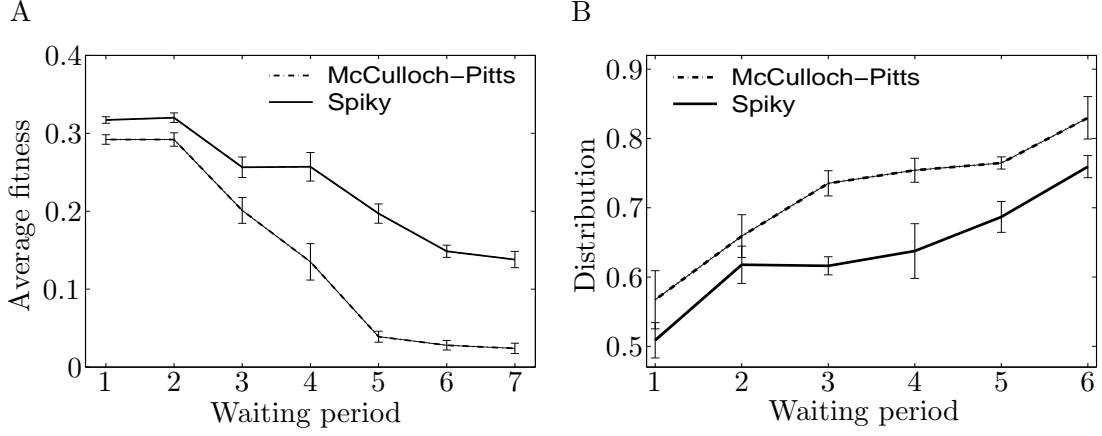 A
0.4
0.3
0.2
0.1
0
Average fitness
McCulloch−Pitts
Spiky
1 2 3 4 5 6 7
Waiting period
B
0.9
0.8
0.7
0.6
0.5
Distribution
McCulloch−Pitts
Spiky
1 2 3 4 5 6
Waiting period